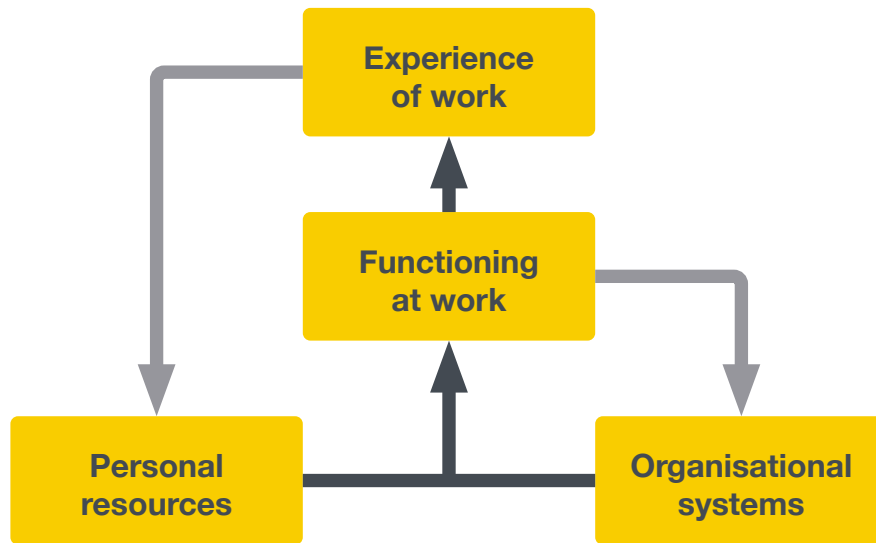 Experience
of work
Functioning
at work
Personal
resources
Organisational
systems